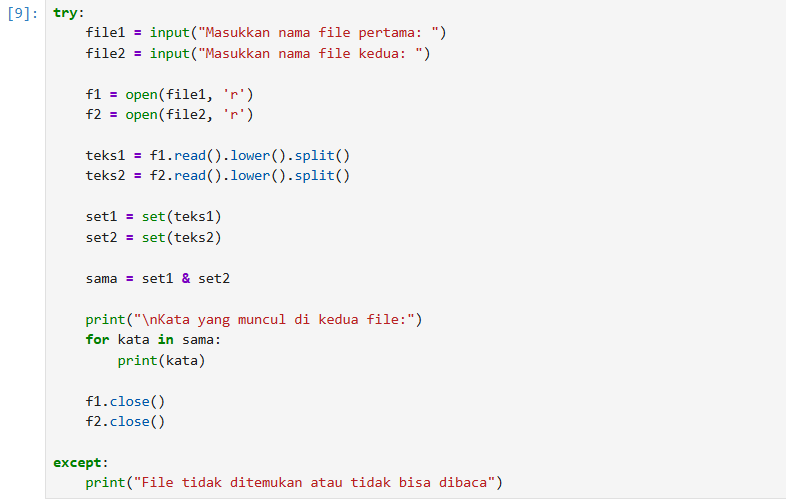 [9]: try:
    file1 = input("Masukkan nama file pertama: ")
    file2 = input("Masukkan nama file kedua: ")
    f1 = open(file1, 'r')
    f2 = open(file2, 'r')
    teks1 = f1.read().lower().split()
    teks2 = f2.read().lower().split()
    set1 = set(teks1)
    set2 = set(teks2)
    sama = set1 & set2
    print("\nKata yang muncul di kedua file:")
    for kata in sama:
        print(kata)
    f1.close()
    f2.close()
except:
    print("File tidak ditemukan atau tidak bisa dibaca")